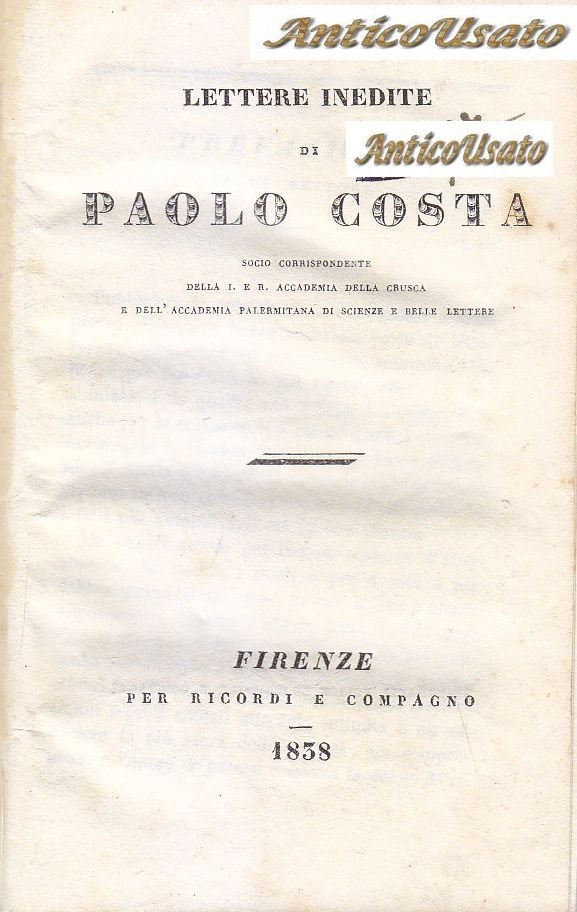 AnticoUsato
LETTERE INEDITE
DI
AnticoUsato
PAOLO COSTA
SOCIO CORRISPONDENTE
DELLA I. E R. ACCADEMIA DELLA CRUSCA
E DELL' ACCADEMIA PALERMITANA DI SCIENZE E BELLE LETTERE
FIRENZE
PER RICORDI E COMPAGNO
1838